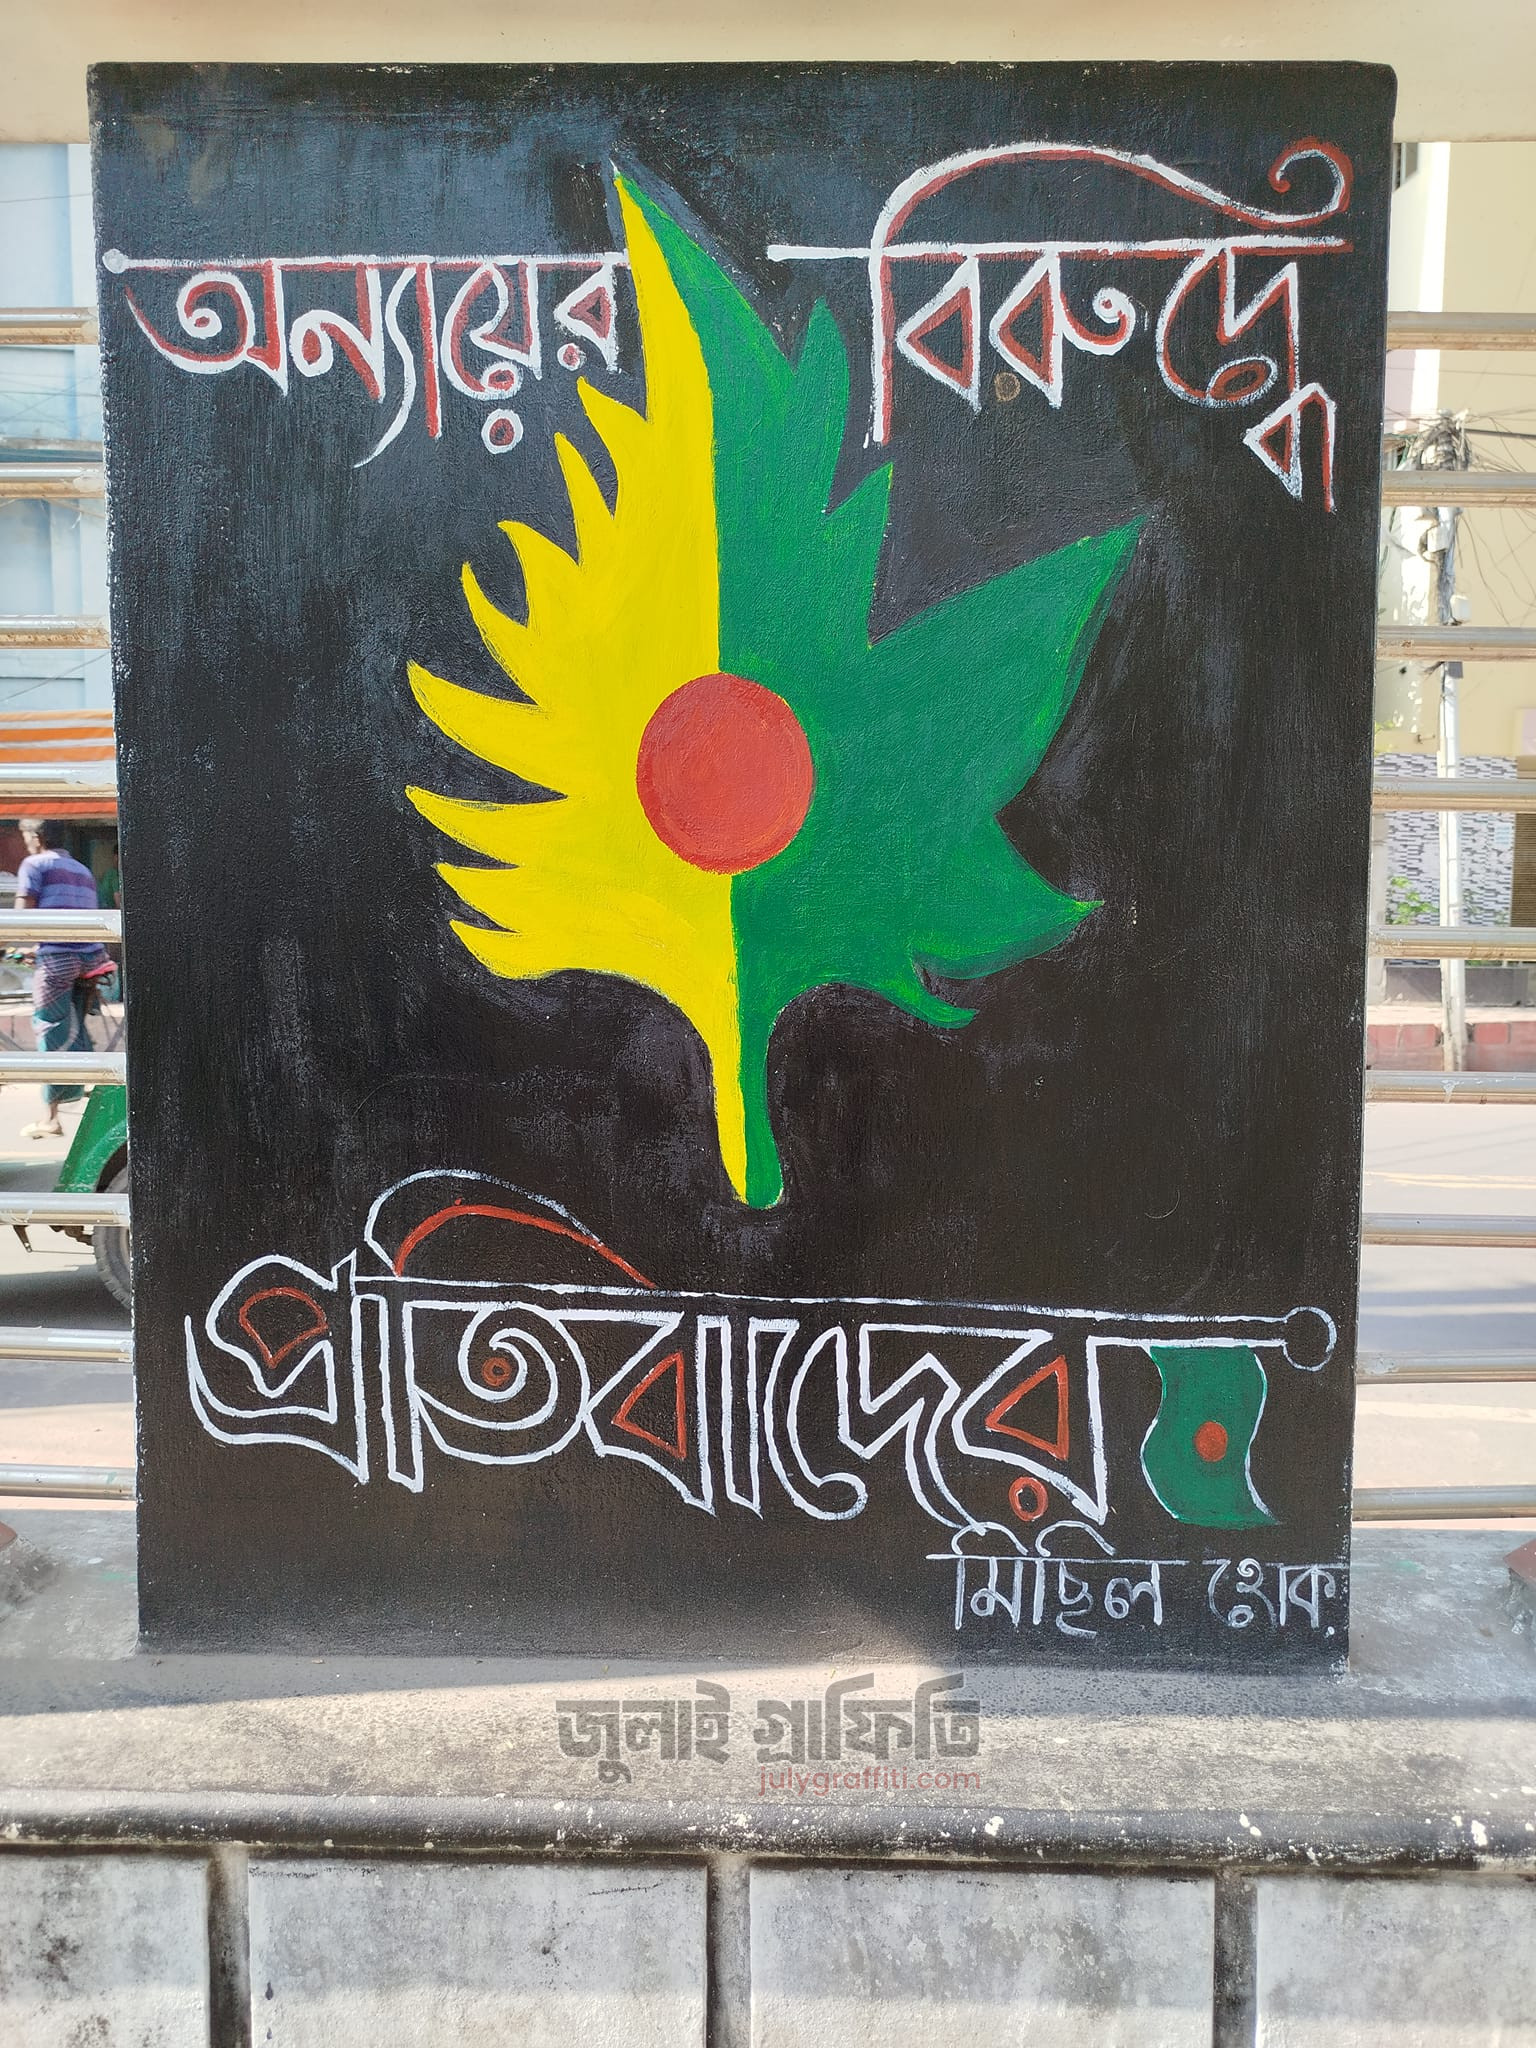 অন্যায়ের বিরুদ্ধে
প্রতিবাদের
মিছিল হোক
জুলাই গ্রাফিতি
julygraffiti.com